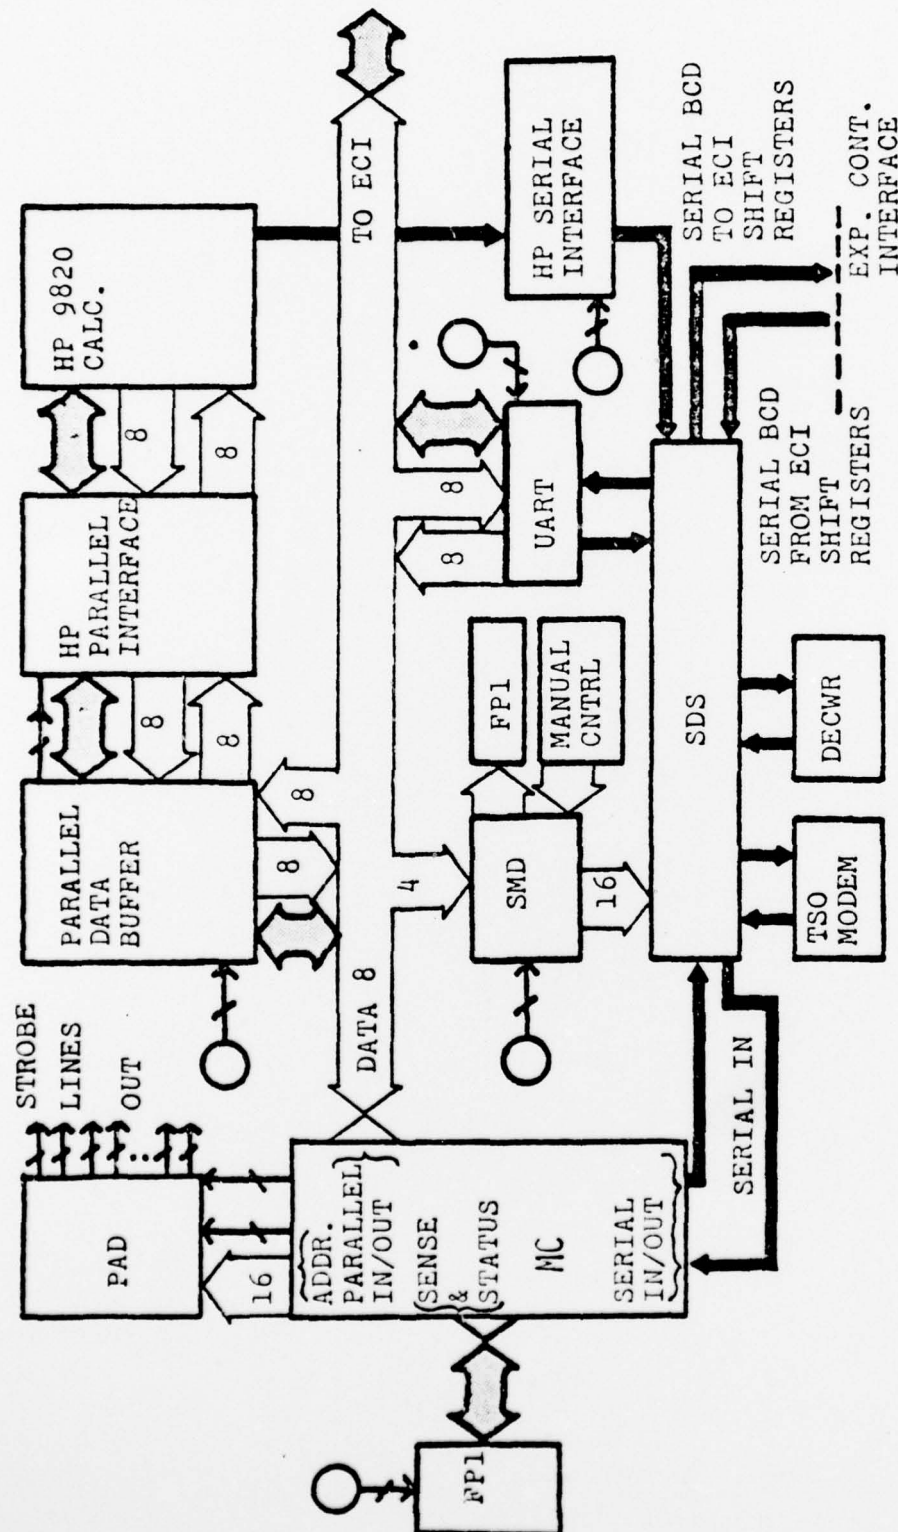 STROBE
LINES
OUT
PAD
16
ADDR.
PARALLEL
IN/OUT
SENSE
&
STATUS
MC
SERIAL
IN/OUT
FP1
PARALLEL
DATA
BUFFER
8
8
8
8
HP
PARALLEL
INTERFACE
8
8
HP 9820
CALC.
DATA 8
TO ECI
4
SMD
16
FP1
MANUAL
CNTRL
8
8
UART
HP SERIAL
INTERFACE
SDS
SERIAL IN
TSO
MODEM
DECWR
SERIAL BCD
FROM ECI
SHIFT
REGISTERS
SERIAL BCD
TO ECI
SHIFT
REGISTERS
EXP. CONT.
INTERFACE